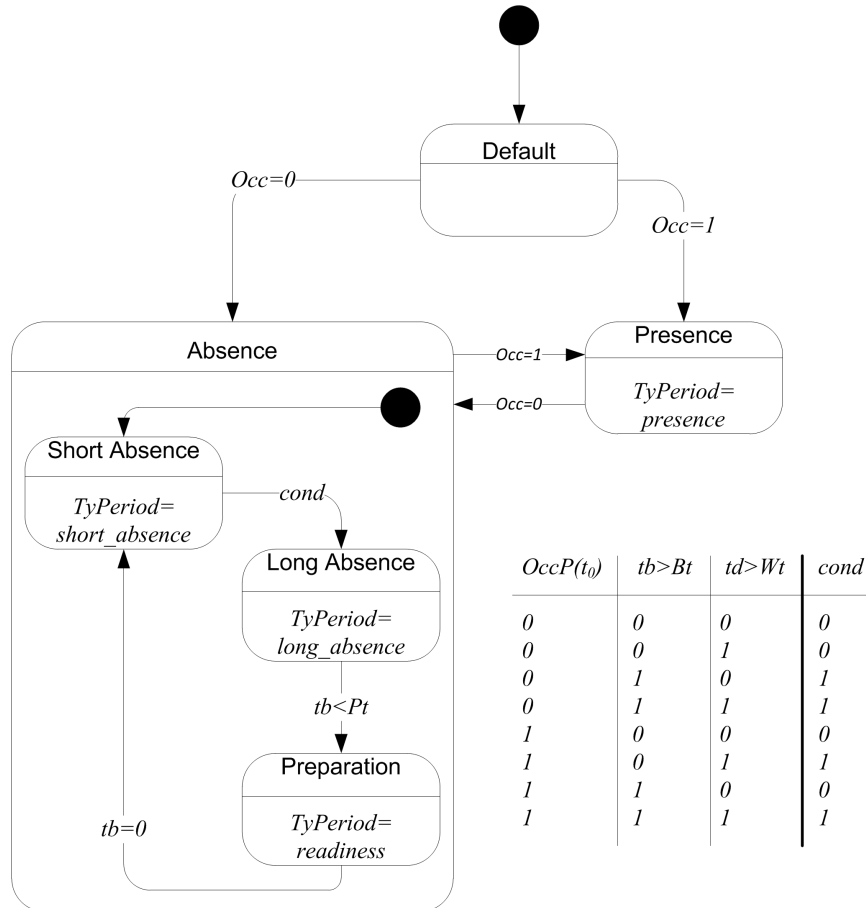 Default
Occ=0
Occ=1
Absence
Presence
Occ=1
TyPeriod=
presence
Occ=0
Short Absence
TyPeriod=
short_absence
cond
Long Absence
TyPeriod=
long_absence
tb<Pt
Preparation
TyPeriod=
readiness
tb=0
OccP(t₀) tb>Bt td>Wt cond
0 0 0 0
0 0 1 0
0 1 0 1
0 1 1 1
1 0 0 0
1 0 1 1
1 1 0 0
1 1 1 1